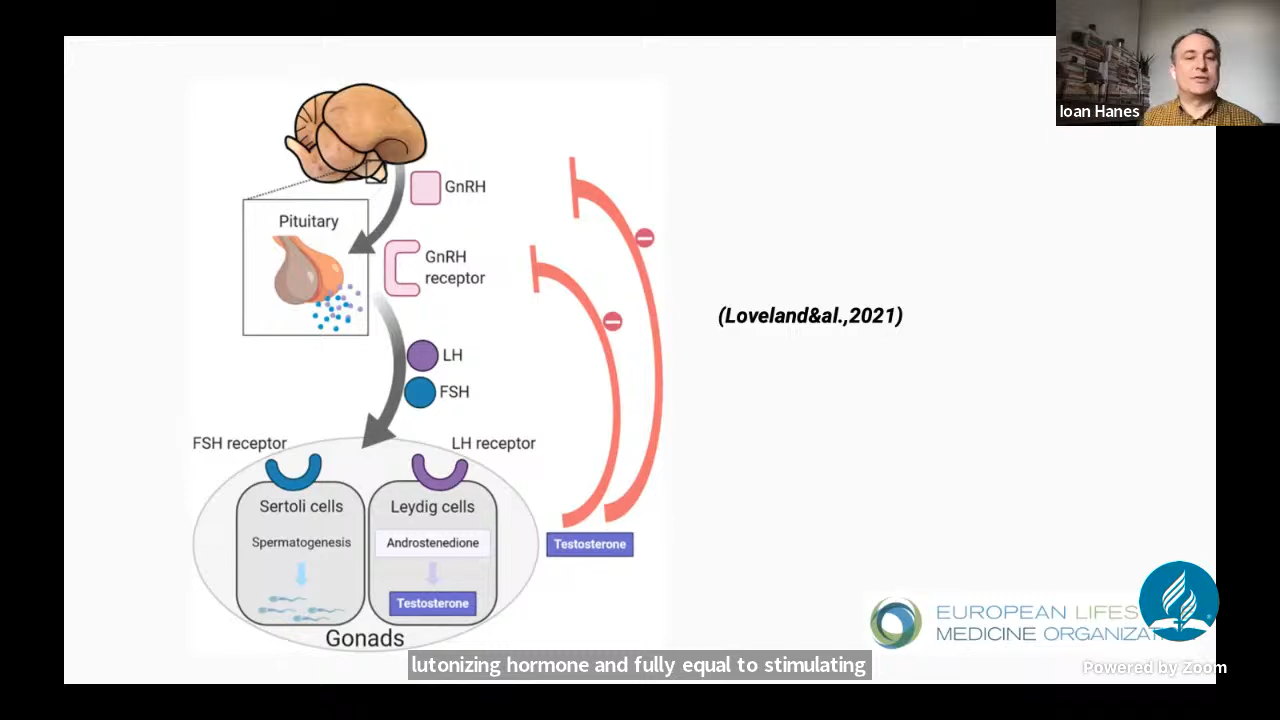 Ioan Hanes
GnRH
Pituitary
GnRH
receptor
(Loveland&al.,2021)
LH
FSH
FSH receptor
LH receptor
Sertoli cells
Leydig cells
Spermatogenesis
Androstenedione
Testosterone
Testosterone
Gonads
EUROPEAN LIFES
MEDICINE ORGANIZAT
lutonizing hormone and fully equal to stimulating
Powered by Zoom